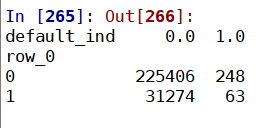 In [265]: Out[266]:
default_ind 0.0 1.0
row_0
0 225406 248
1 31274 63